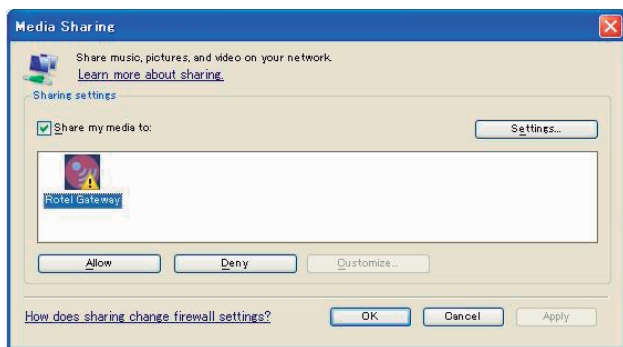 Media Sharing
Share music, pictures, and video on your network.
Learn more about sharing.
Sharing settings
Share my media to:
Settings...
Rotel Gateway
Allow
Deny
Customize...
How does sharing change firewall settings?
OK
Cancel
Apply